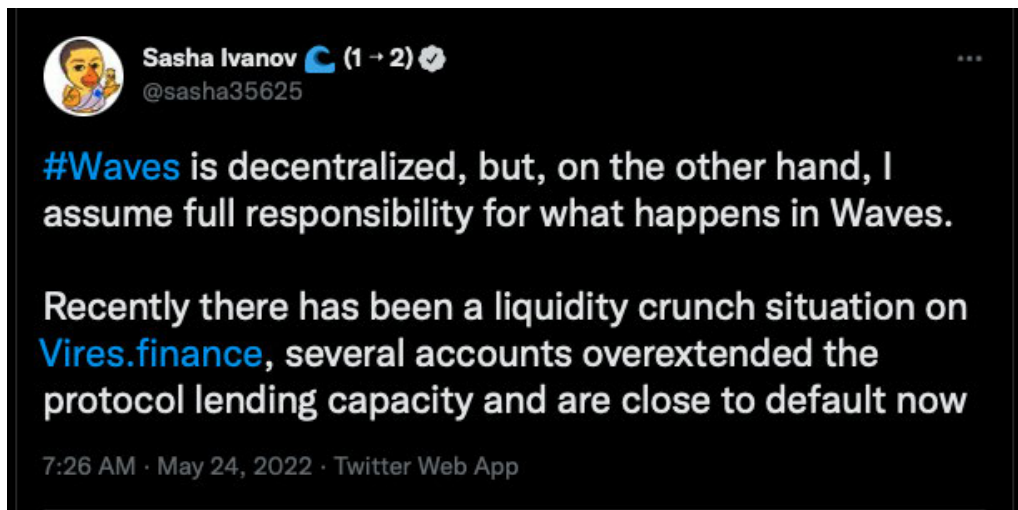 Sasha Ivanov 🌊 (1 → 2)
@sasha35625
#Waves is decentralized, but, on the other hand, I
assume full responsibility for what happens in Waves.
Recently there has been a liquidity crunch situation on
Vires.finance, several accounts overextended the
protocol lending capacity and are close to default now
7:26 AM · May 24, 2022 · Twitter Web App